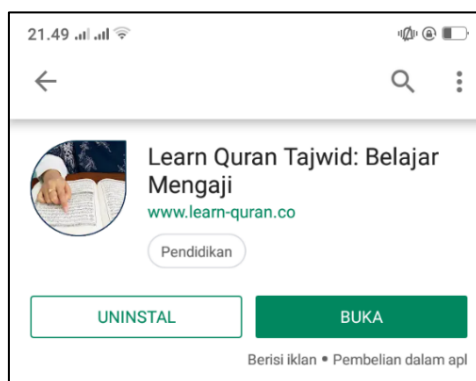 21.49
Learn Quran Tajwid: Belajar
Mengaji
www.learn-quran.co
Pendidikan
UNINSTAL
BUKA
Berisi iklan • Pembelian dalam apl